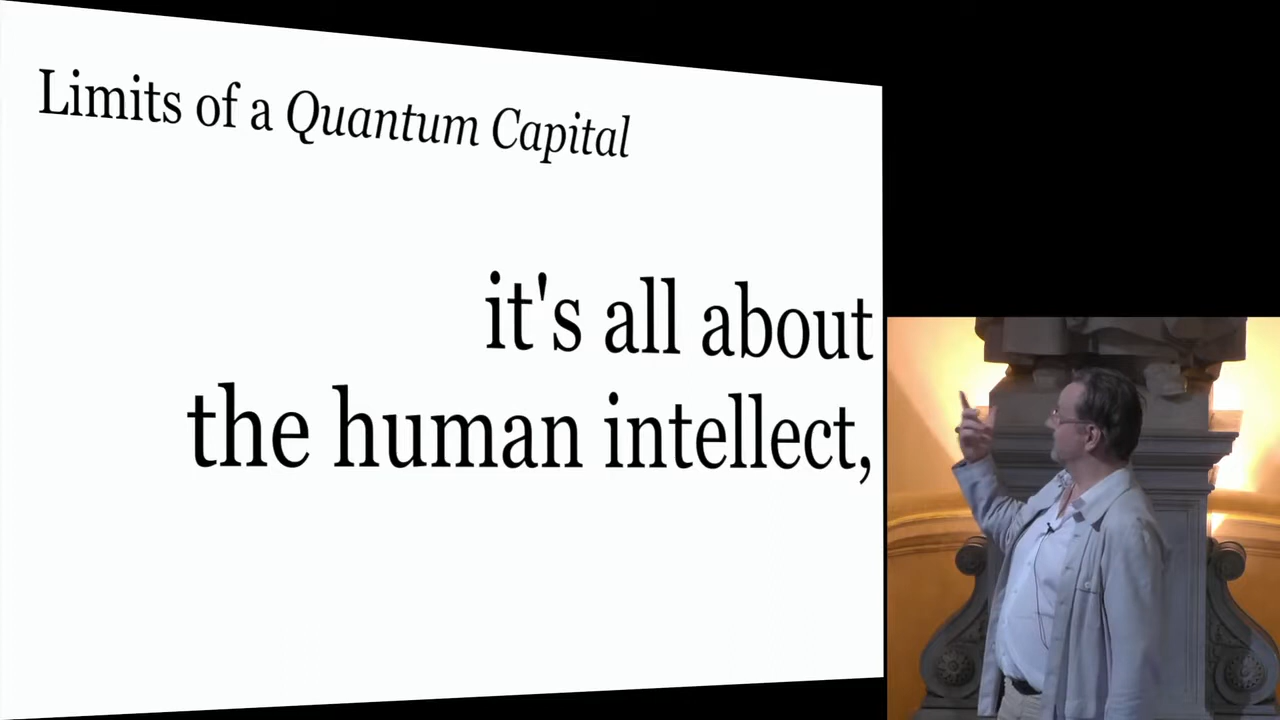 Limits of a Quantum Capital
it's all about
the human intellect,